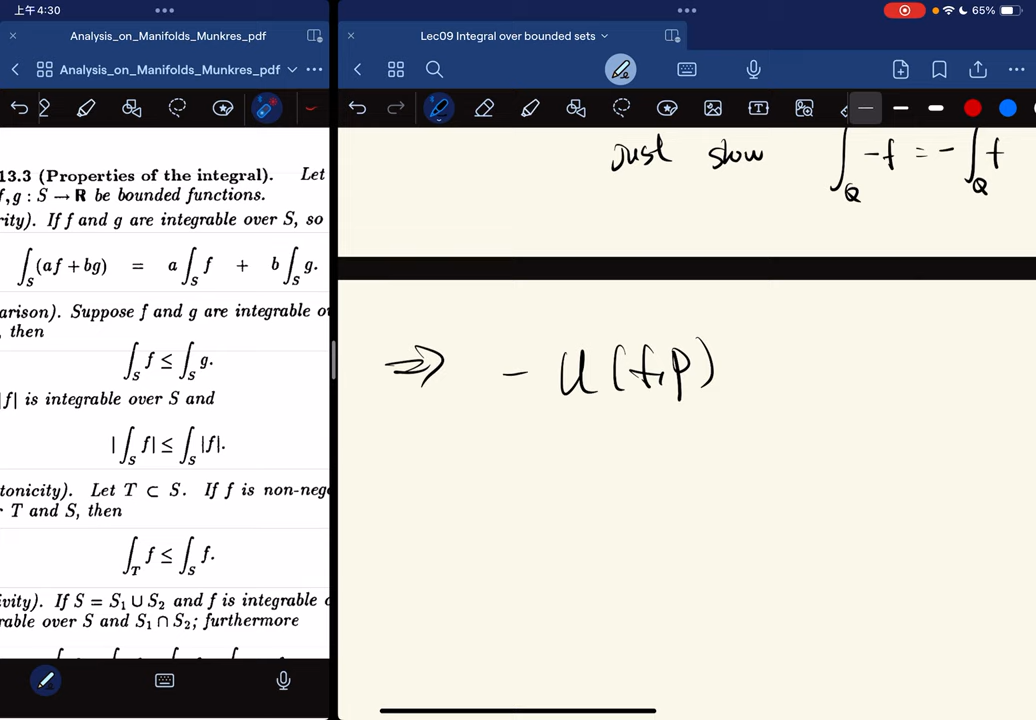 上午4:30
65%
Analysis_on_Manifolds_Munkres_pdf
Analysis_on_Manifolds_Munkres_pdf
13.3 (Properties of the integral). Let
f, g : S → R be bounded functions.
rity). If f and g are integrable over S, so
∫_S (af + bg) = a ∫_S f + b ∫_S g.
arison). Suppose f and g are integrable o
, then
∫_S f ≤ ∫_S g.
|f| is integrable over S and
|∫_S f| ≤ ∫_S |f|.
tonicity). Let T ⊂ S. If f is non-neg
r T and S, then
∫_T f ≤ ∫_S f.
ivity). If S = S₁ ∪ S₂ and f is integrable o
rable over S and S₁ ∩ S₂; furthermore
Lec09 Integral over bounded sets
Just show ∫_Q -f = - ∫_Q f
⇒ - U(f,p)